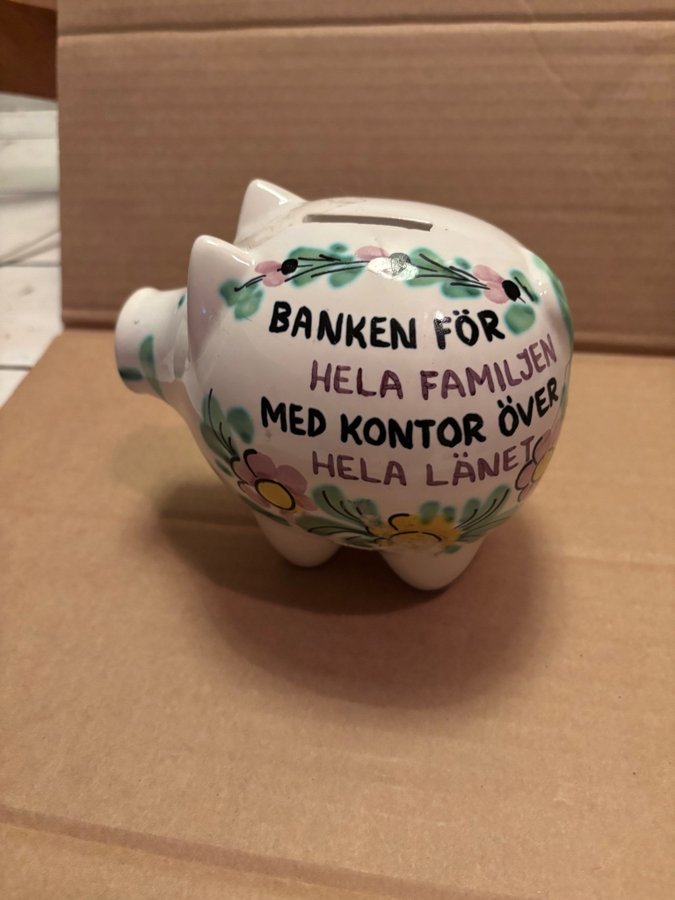 BANKEN FÖR
HELA FAMILJEN
MED KONTOR ÖVER
HELA LÄNET